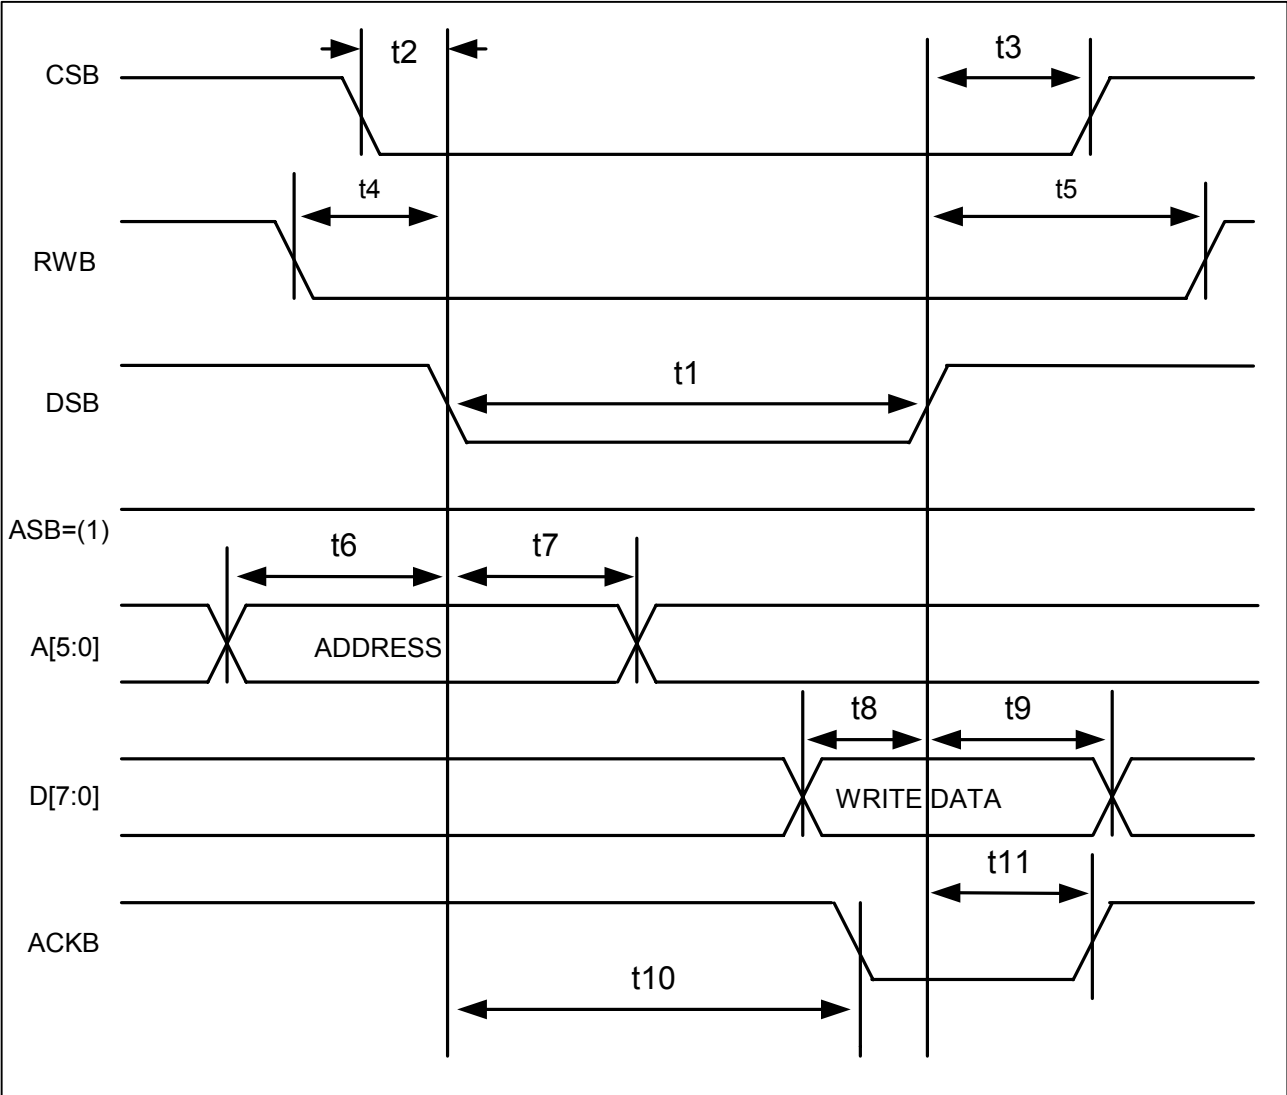 t2
t3
CSB
t4
t5
RWB
t1
DSB
ASB=(1)
t6
t7
A[5:0]
ADDRESS
t8
t9
D[7:0]
WRITE DATA
t11
ACKB
t10